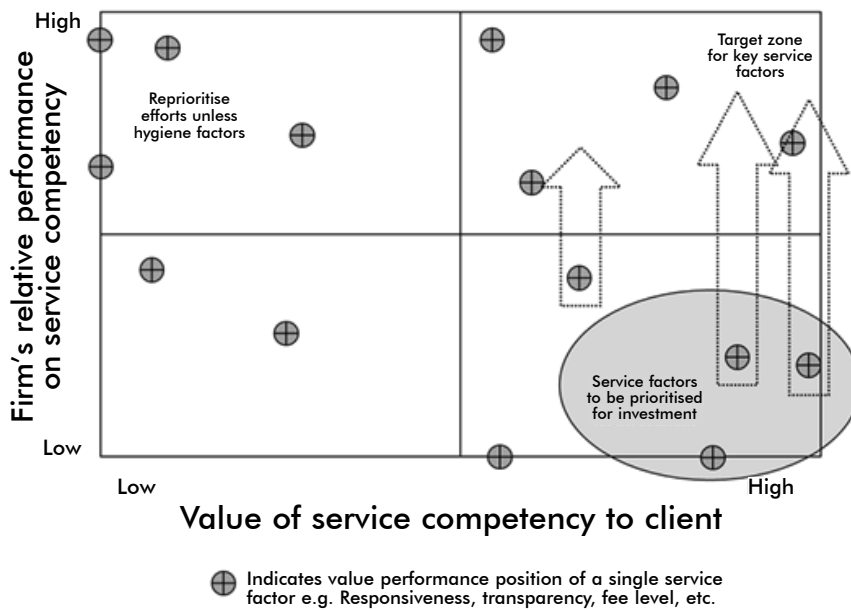 High
Target zone
for key service
factors
Reprioritise
efforts unless
hygiene factors
Firm's relative performance
on service competency
Service factors
to be prioritised
for investment
Low
Low
High
Value of service competency to client
Indicates value performance position of a single service
factor e.g. Responsiveness, transparency, fee level, etc.